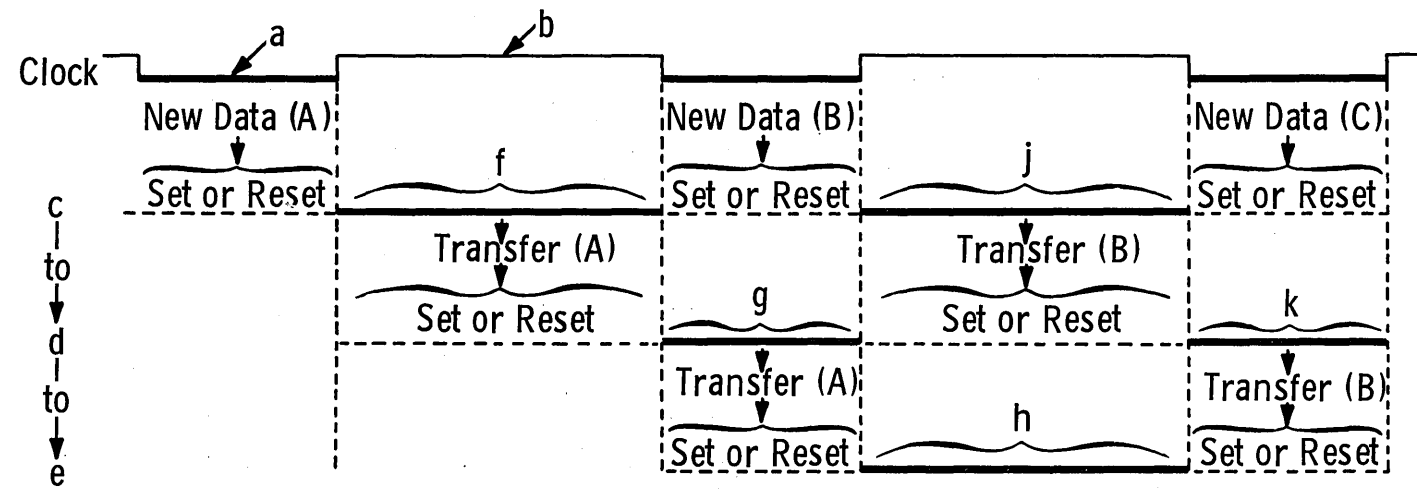 a
b
Clock
New Data (A)
New Data (B)
New Data (C)
f
j
Set or Reset
Set or Reset
Set or Reset
c
Transfer (A)
Transfer (B)
to
g
k
Set or Reset
Set or Reset
d
Transfer (A)
Transfer (B)
to
h
Set or Reset
Set or Reset
e